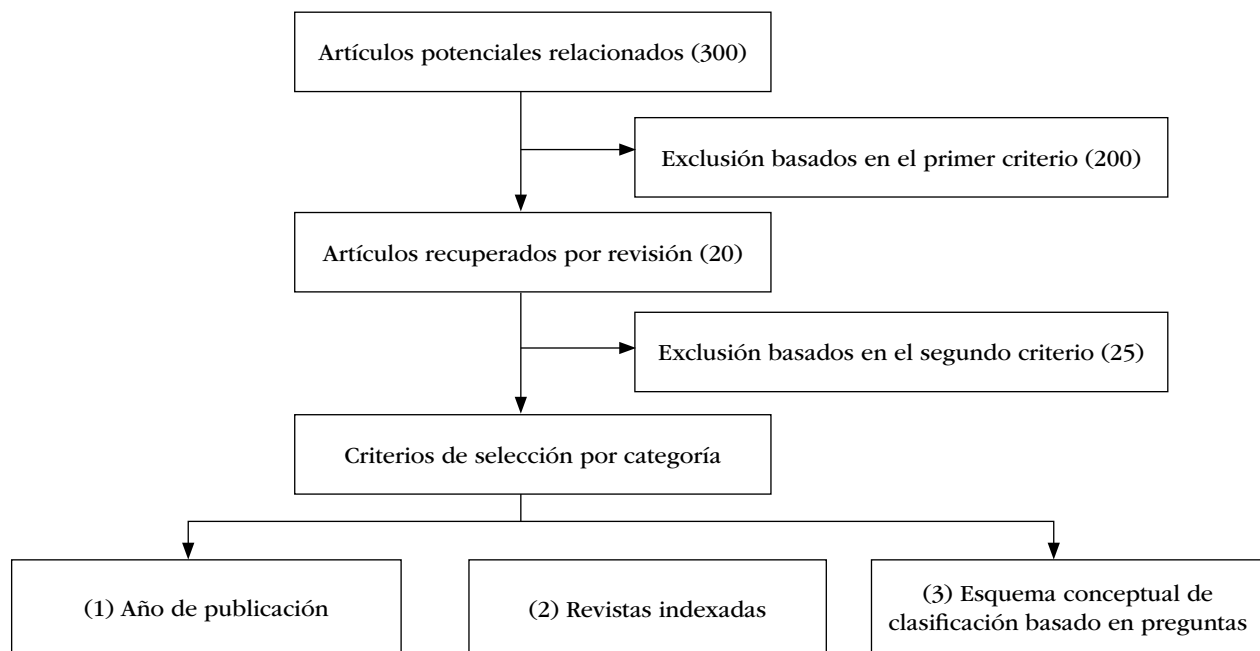 Artículos potenciales relacionados (300)
Exclusión basados en el primer criterio (200)
Artículos recuperados por revisión (20)
Exclusión basados en el segundo criterio (25)
Criterios de selección por categoría
(1) Año de publicación
(2) Revistas indexadas
(3) Esquema conceptual de
clasificación basado en preguntas